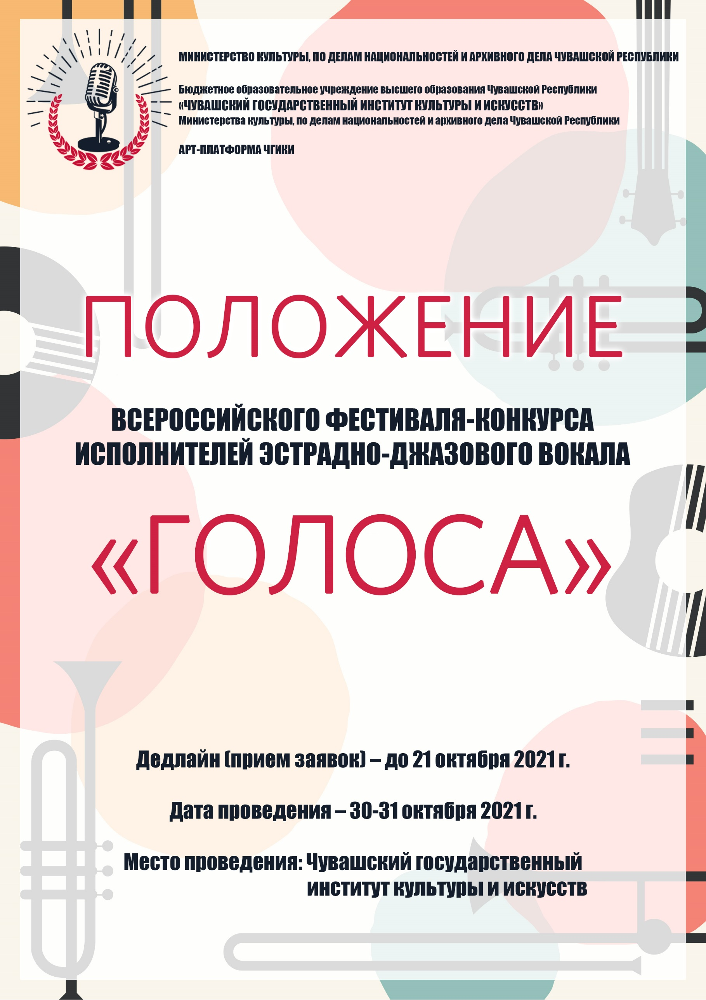 МИНИСТЕРСТВО КУЛЬТУРЫ, ПО ДЕЛАМ НАЦИОНАЛЬНОСТЕЙ И АРХИВНОГО ДЕЛА ЧУВАШСКОЙ РЕСПУБЛИКИ
Бюджетное образовательное учреждение высшего образования Чувашской Республики
«ЧУВАШСКИЙ ГОСУДАРСТВЕННЫЙ ИНСТИТУТ КУЛЬТУРЫ И ИСКУССТВ»
Министерства культуры, по делам национальностей и архивного дела Чувашской Республики
АРТ-ПЛАТФОРМА ЧГИКИ
ПОЛОЖЕНИЕ
ВСЕРОССИЙСКОГО ФЕСТИВАЛЯ-КОНКУРСА
ИСПОЛНИТЕЛЕЙ ЭСТРАДНО-ДЖАЗОВОГО ВОКАЛА
«ГОЛОСА»
Дедлайн (прием заявок) – до 21 октября 2021 г.
Дата проведения – 30-31 октября 2021 г.
Место проведения: Чувашский государственный
институт культуры и искусств